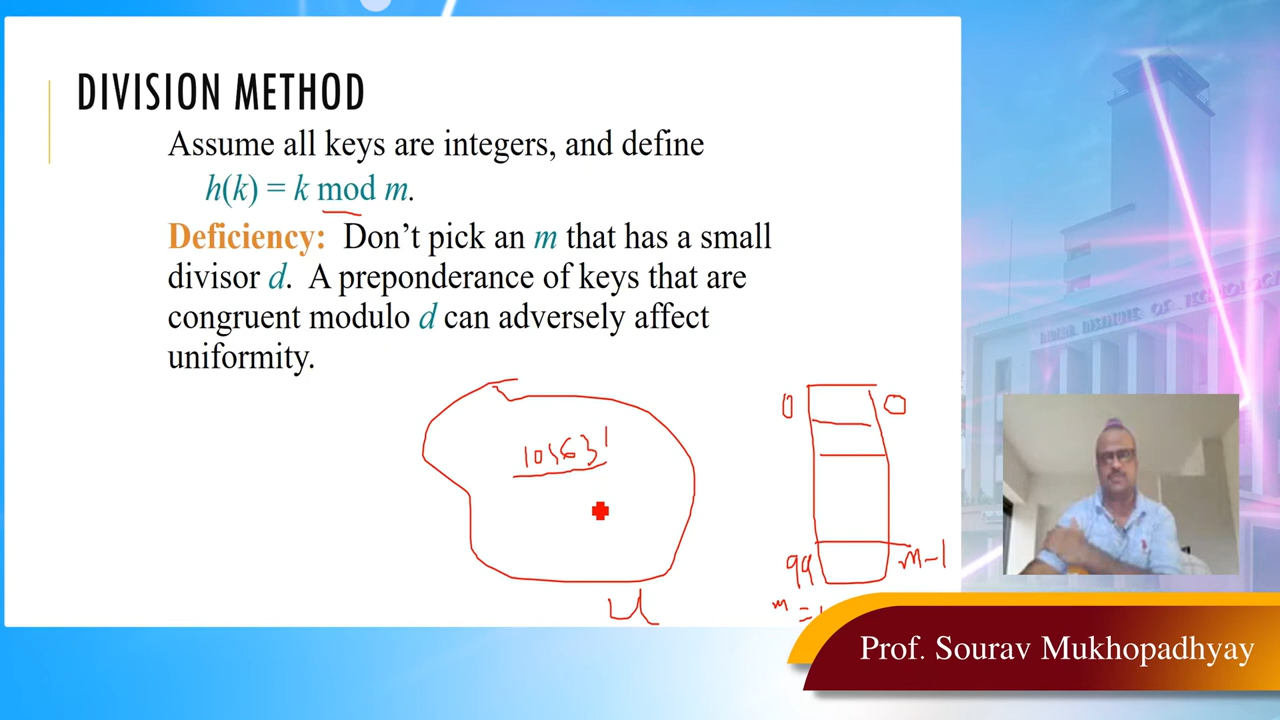 DIVISION METHOD
Assume all keys are integers, and define
h(k) = k mod m.
Deficiency: Don’t pick an m that has a small
divisor d. A preponderance of keys that are
congruent modulo d can adversely affect
uniformity.
0 0
99 m-1
m =
U
Prof. Sourav Mukhopadhyay